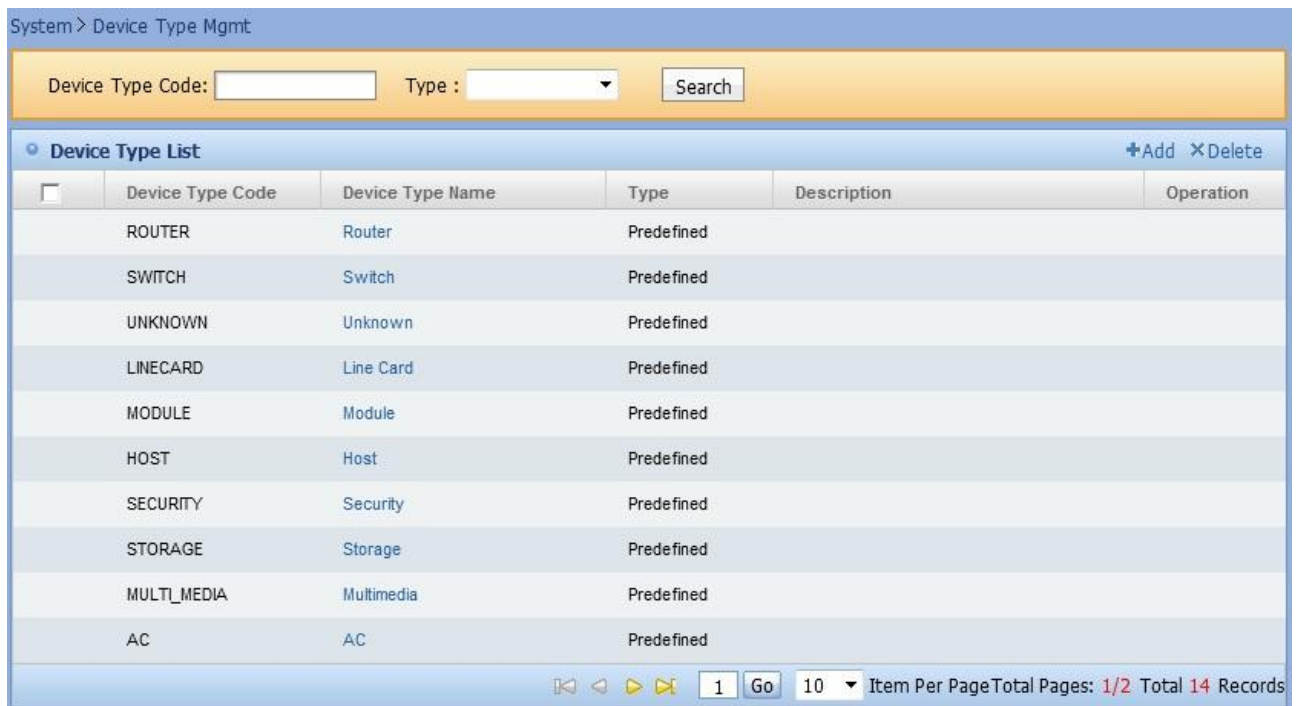 System > Device Type Mgmt
Device Type Code: Type : Search
Device Type List +Add ×Delete
Device Type Code Device Type Name Type Description Operation
ROUTER Router Predefined
SWITCH Switch Predefined
UNKNOWN Unknown Predefined
LINECARD Line Card Predefined
MODULE Module Predefined
HOST Host Predefined
SECURITY Security Predefined
STORAGE Storage Predefined
MULTI_MEDIA Multimedia Predefined
AC AC Predefined
1 Go 10 Item Per PageTotal Pages: 1/2 Total 14 Records